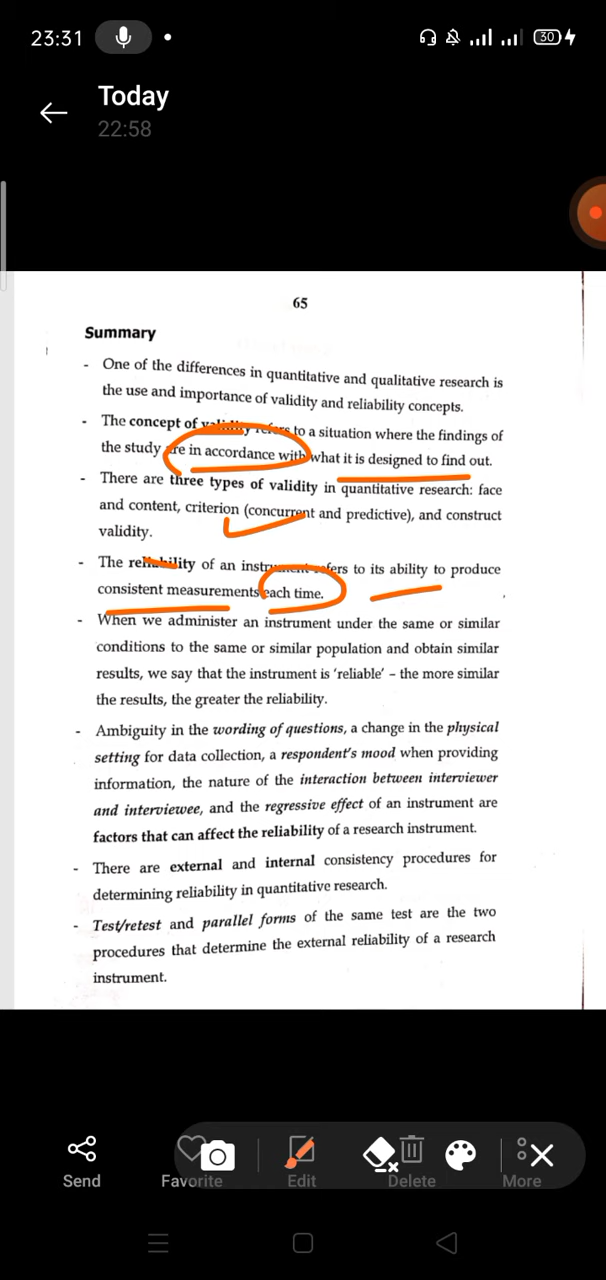 23:31
30
Today
22:58
65
Summary
- One of the differences in quantitative and qualitative research is
the use and importance of validity and reliability concepts.
- The concept of validity refers to a situation where the findings of
the study are in accordance with what it is designed to find out.
- There are three types of validity in quantitative research: face
and content, criterion (concurrent and predictive), and construct
validity.
- The reliability of an instrument refers to its ability to produce
consistent measurements each time.
- When we administer an instrument under the same or similar
conditions to the same or similar population and obtain similar
results, we say that the instrument is 'reliable' – the more similar
the results, the greater the reliability.
- Ambiguity in the wording of questions, a change in the physical
setting for data collection, a respondent's mood when providing
information, the nature of the interaction between interviewer
and interviewee, and the regressive effect of an instrument are
factors that can affect the reliability of a research instrument.
- There are external and internal consistency procedures for
determining reliability in quantitative research.
- Test/retest and parallel forms of the same test are the two
procedures that determine the external reliability of a research
instrument.
Send Favorite Edit Delete More